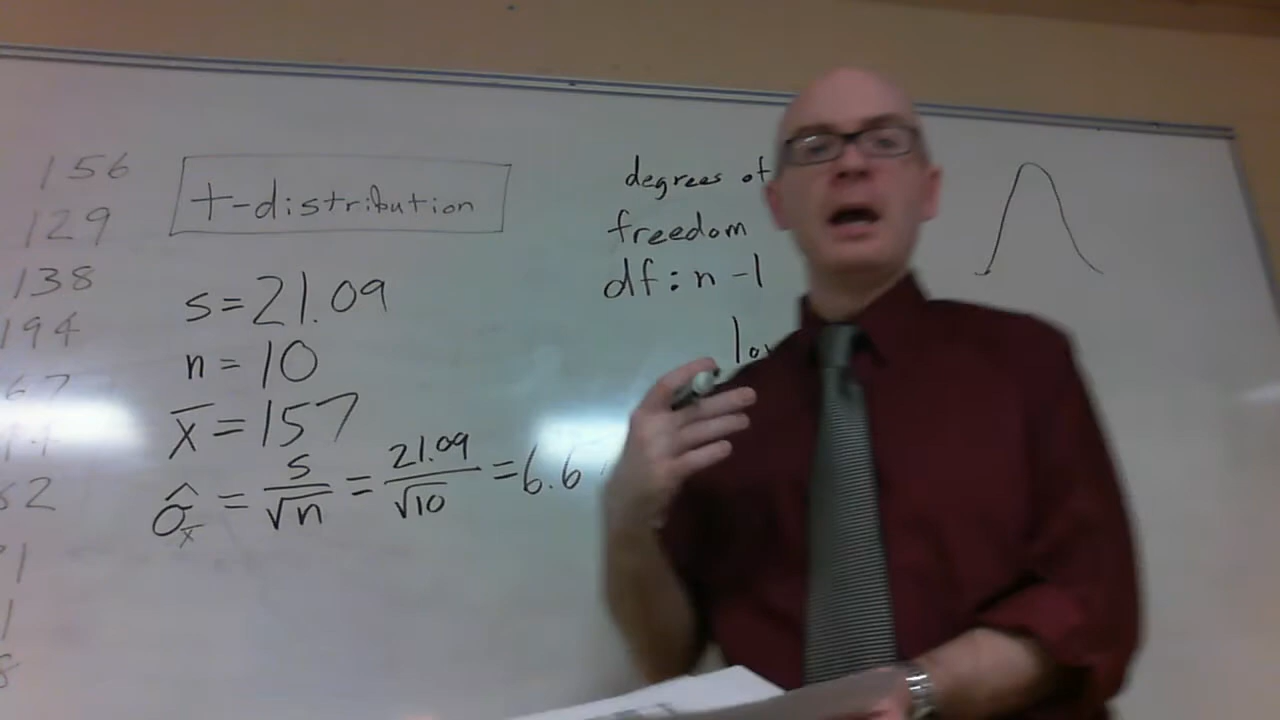 156
129
138
194
t-distribution
s=21.09
n=10
x̄=157
σ̂x̄ = s/√n = 21.09/√10 =6.6
degrees of
freedom
df: n-1